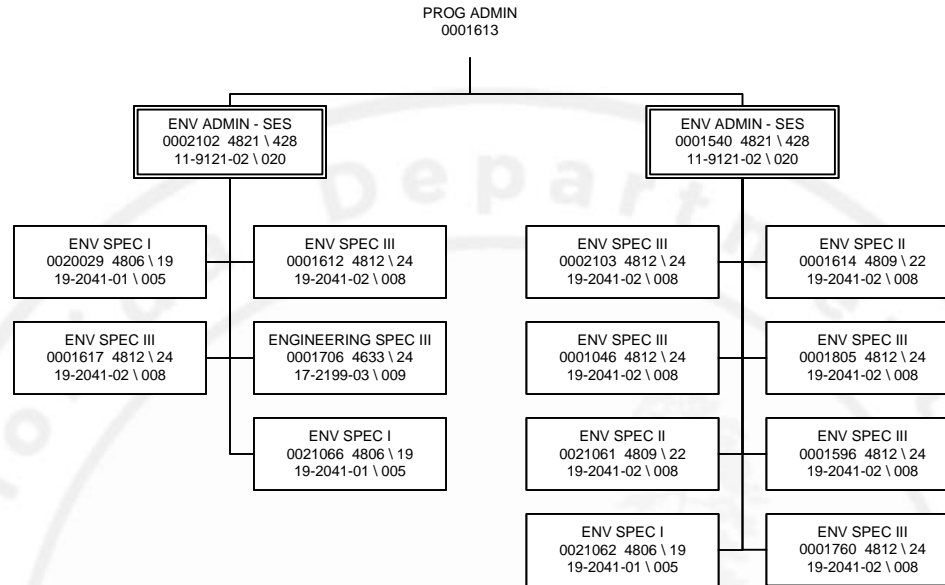 PROG ADMIN
0001613
ENV ADMIN - SES
0002102 4821 \ 428
11-9121-02 \ 020
ENV ADMIN - SES
0001540 4821 \ 428
11-9121-02 \ 020
ENV SPEC I
0020029 4806 \ 19
19-2041-01 \ 005
ENV SPEC III
0001612 4812 \ 24
19-2041-02 \ 008
ENV SPEC III
0002103 4812 \ 24
19-2041-02 \ 008
ENV SPEC II
0001614 4809 \ 22
19-2041-02 \ 008
ENV SPEC III
0001617 4812 \ 24
19-2041-02 \ 008
ENGINEERING SPEC III
0001706 4633 \ 24
17-2199-03 \ 009
ENV SPEC III
0001046 4812 \ 24
19-2041-02 \ 008
ENV SPEC III
0001805 4812 \ 24
19-2041-02 \ 008
ENV SPEC I
0021066 4806 \ 19
19-2041-01 \ 005
ENV SPEC II
0021061 4809 \ 22
19-2041-02 \ 008
ENV SPEC III
0001596 4812 \ 24
19-2041-02 \ 008
ENV SPEC I
0021062 4806 \ 19
19-2041-01 \ 005
ENV SPEC III
0001760 4812 \ 24
19-2041-02 \ 008